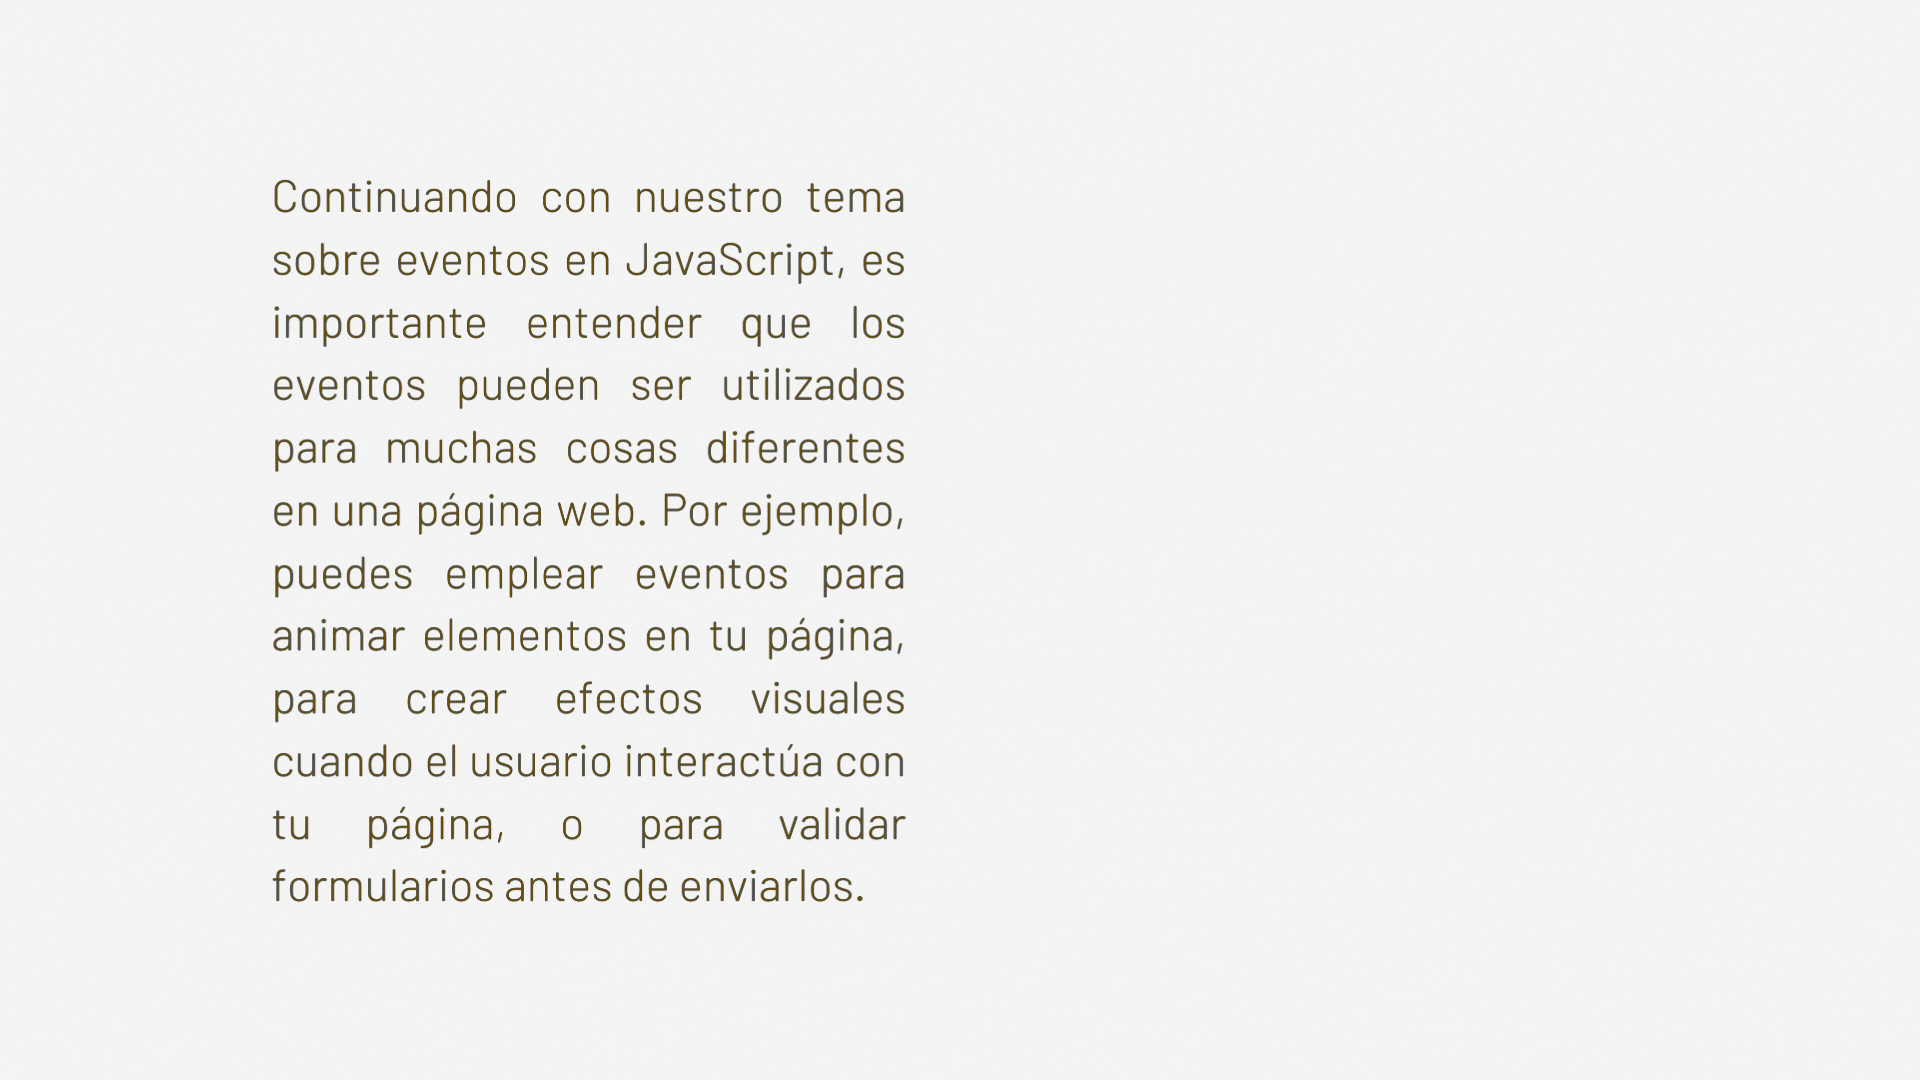 Continuando con nuestro tema
sobre eventos en JavaScript, es
importante entender que los
eventos pueden ser utilizados
para muchas cosas diferentes
en una página web. Por ejemplo,
puedes emplear eventos para
animar elementos en tu página,
para crear efectos visuales
cuando el usuario interactúa con
tu página, o para validar
formularios antes de enviarlos.